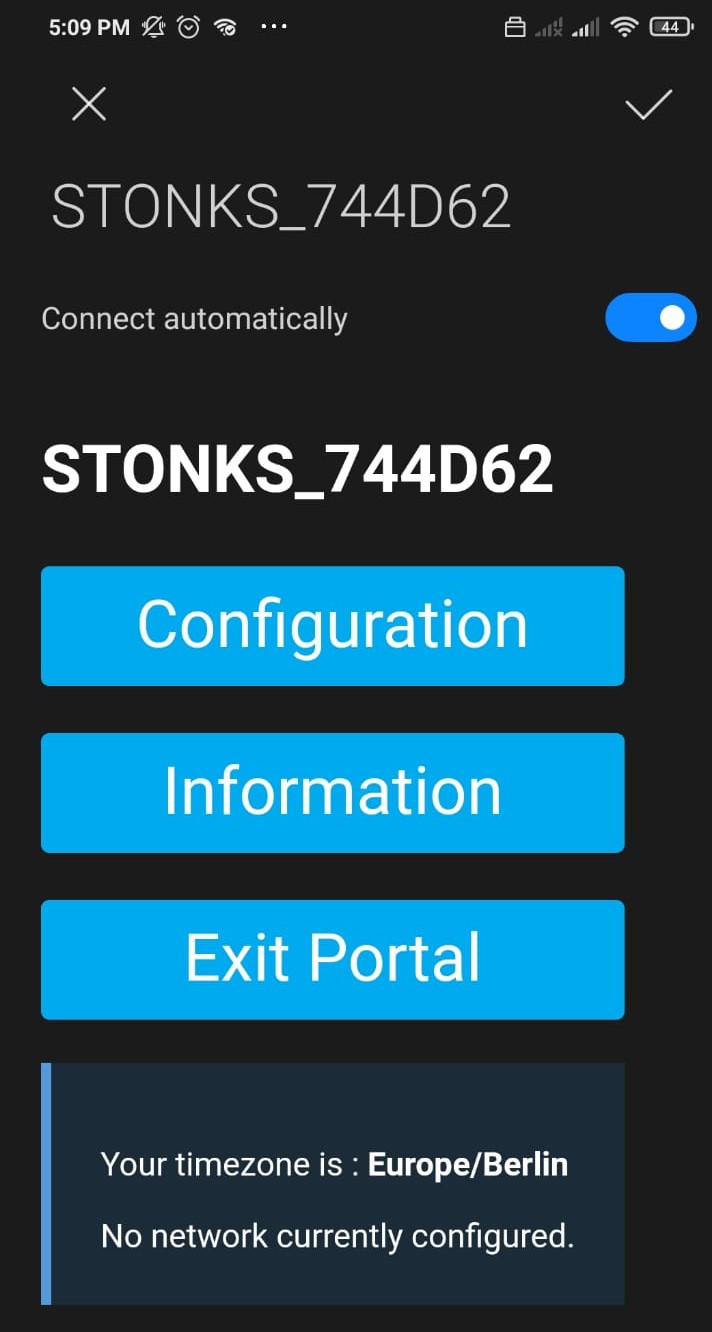 5:09 PM
44
STONKS_744D62
Connect automatically
STONKS_744D62
Configuration
Information
Exit Portal
Your timezone is : Europe/Berlin
No network currently configured.